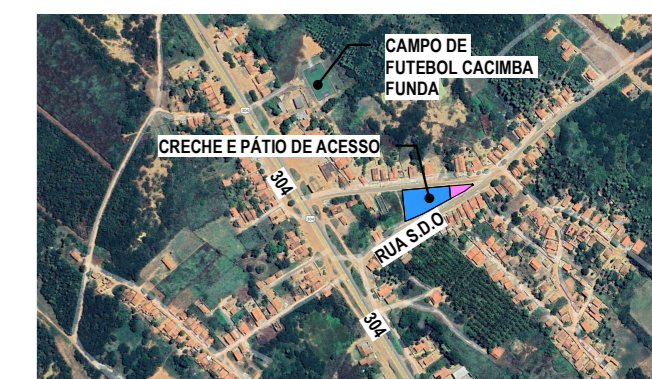 CAMPO DE
FUTEBOL CACIMBA
FUNDA
CRECHE E PÁTIO DE ACESSO
304
RUA S.D.O
304